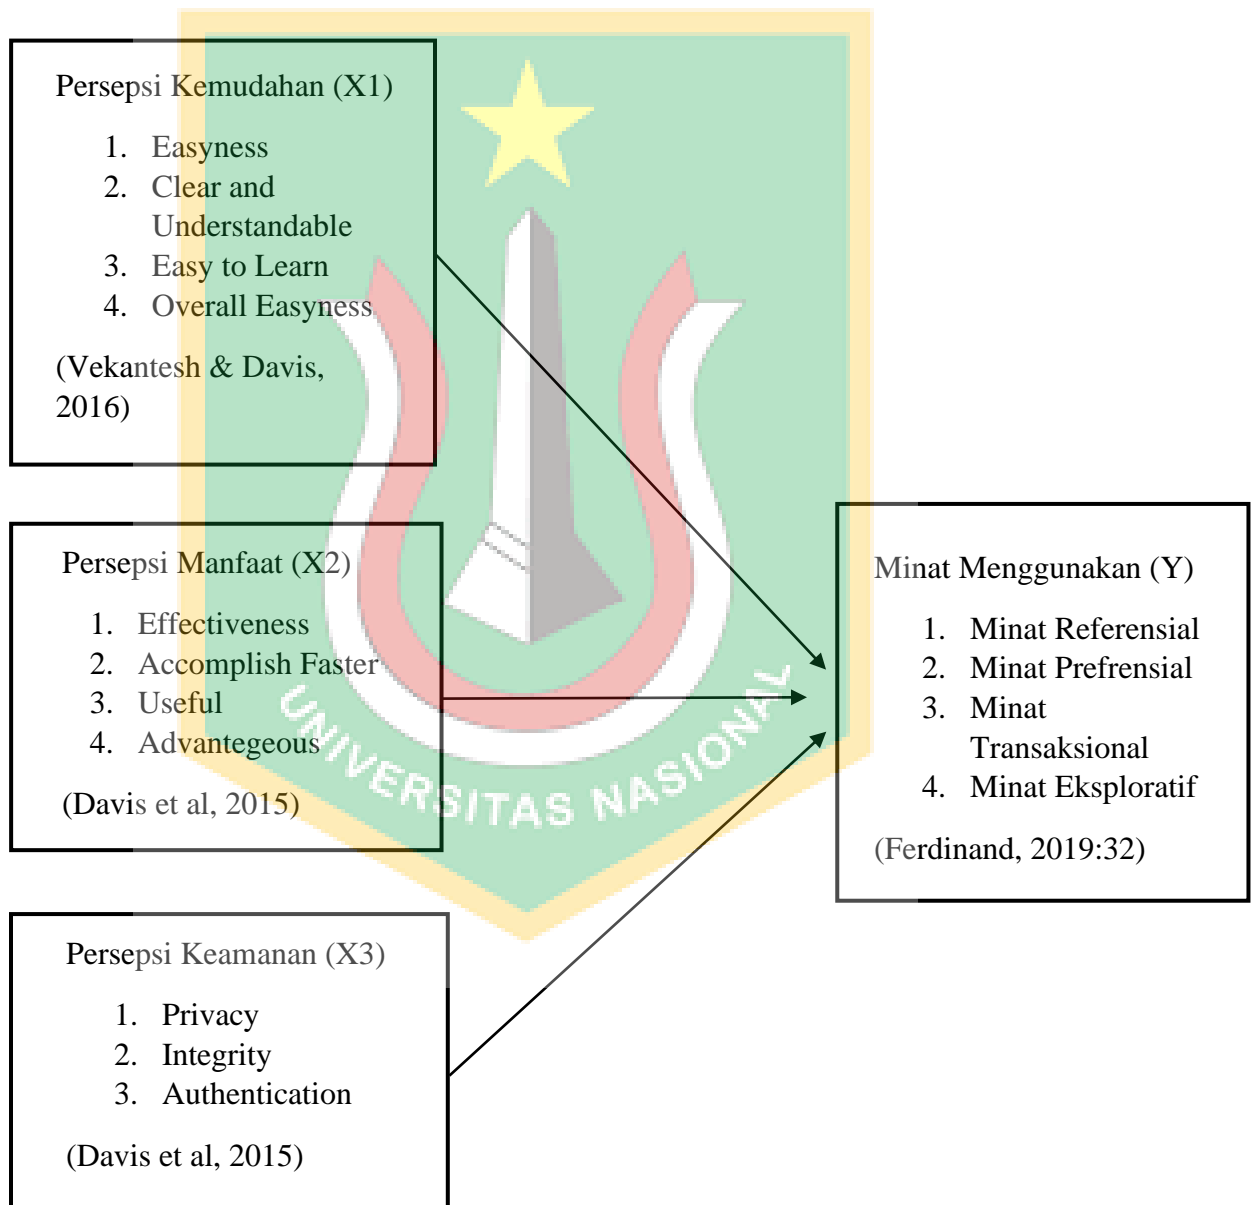 Persepsi Kemudahan (X1)
1. Easyness
2. Clear and
Understandable
3. Easy to Learn
4. Overall Easyness
(Vekantesh & Davis,
2016)
Persepsi Manfaat (X2)
1. Effectiveness
2. Accomplish Faster
3. Useful
4. Advantegeous
(Davis et al, 2015)
Persepsi Keamanan (X3)
1. Privacy
2. Integrity
3. Authentication
(Davis et al, 2015)
Minat Menggunakan (Y)
1. Minat Referensial
2. Minat Prefrensial
3. Minat
Transaksional
4. Minat Eksploratif
(Ferdinand, 2019:32)
UNIVERSITAS NASIONAL